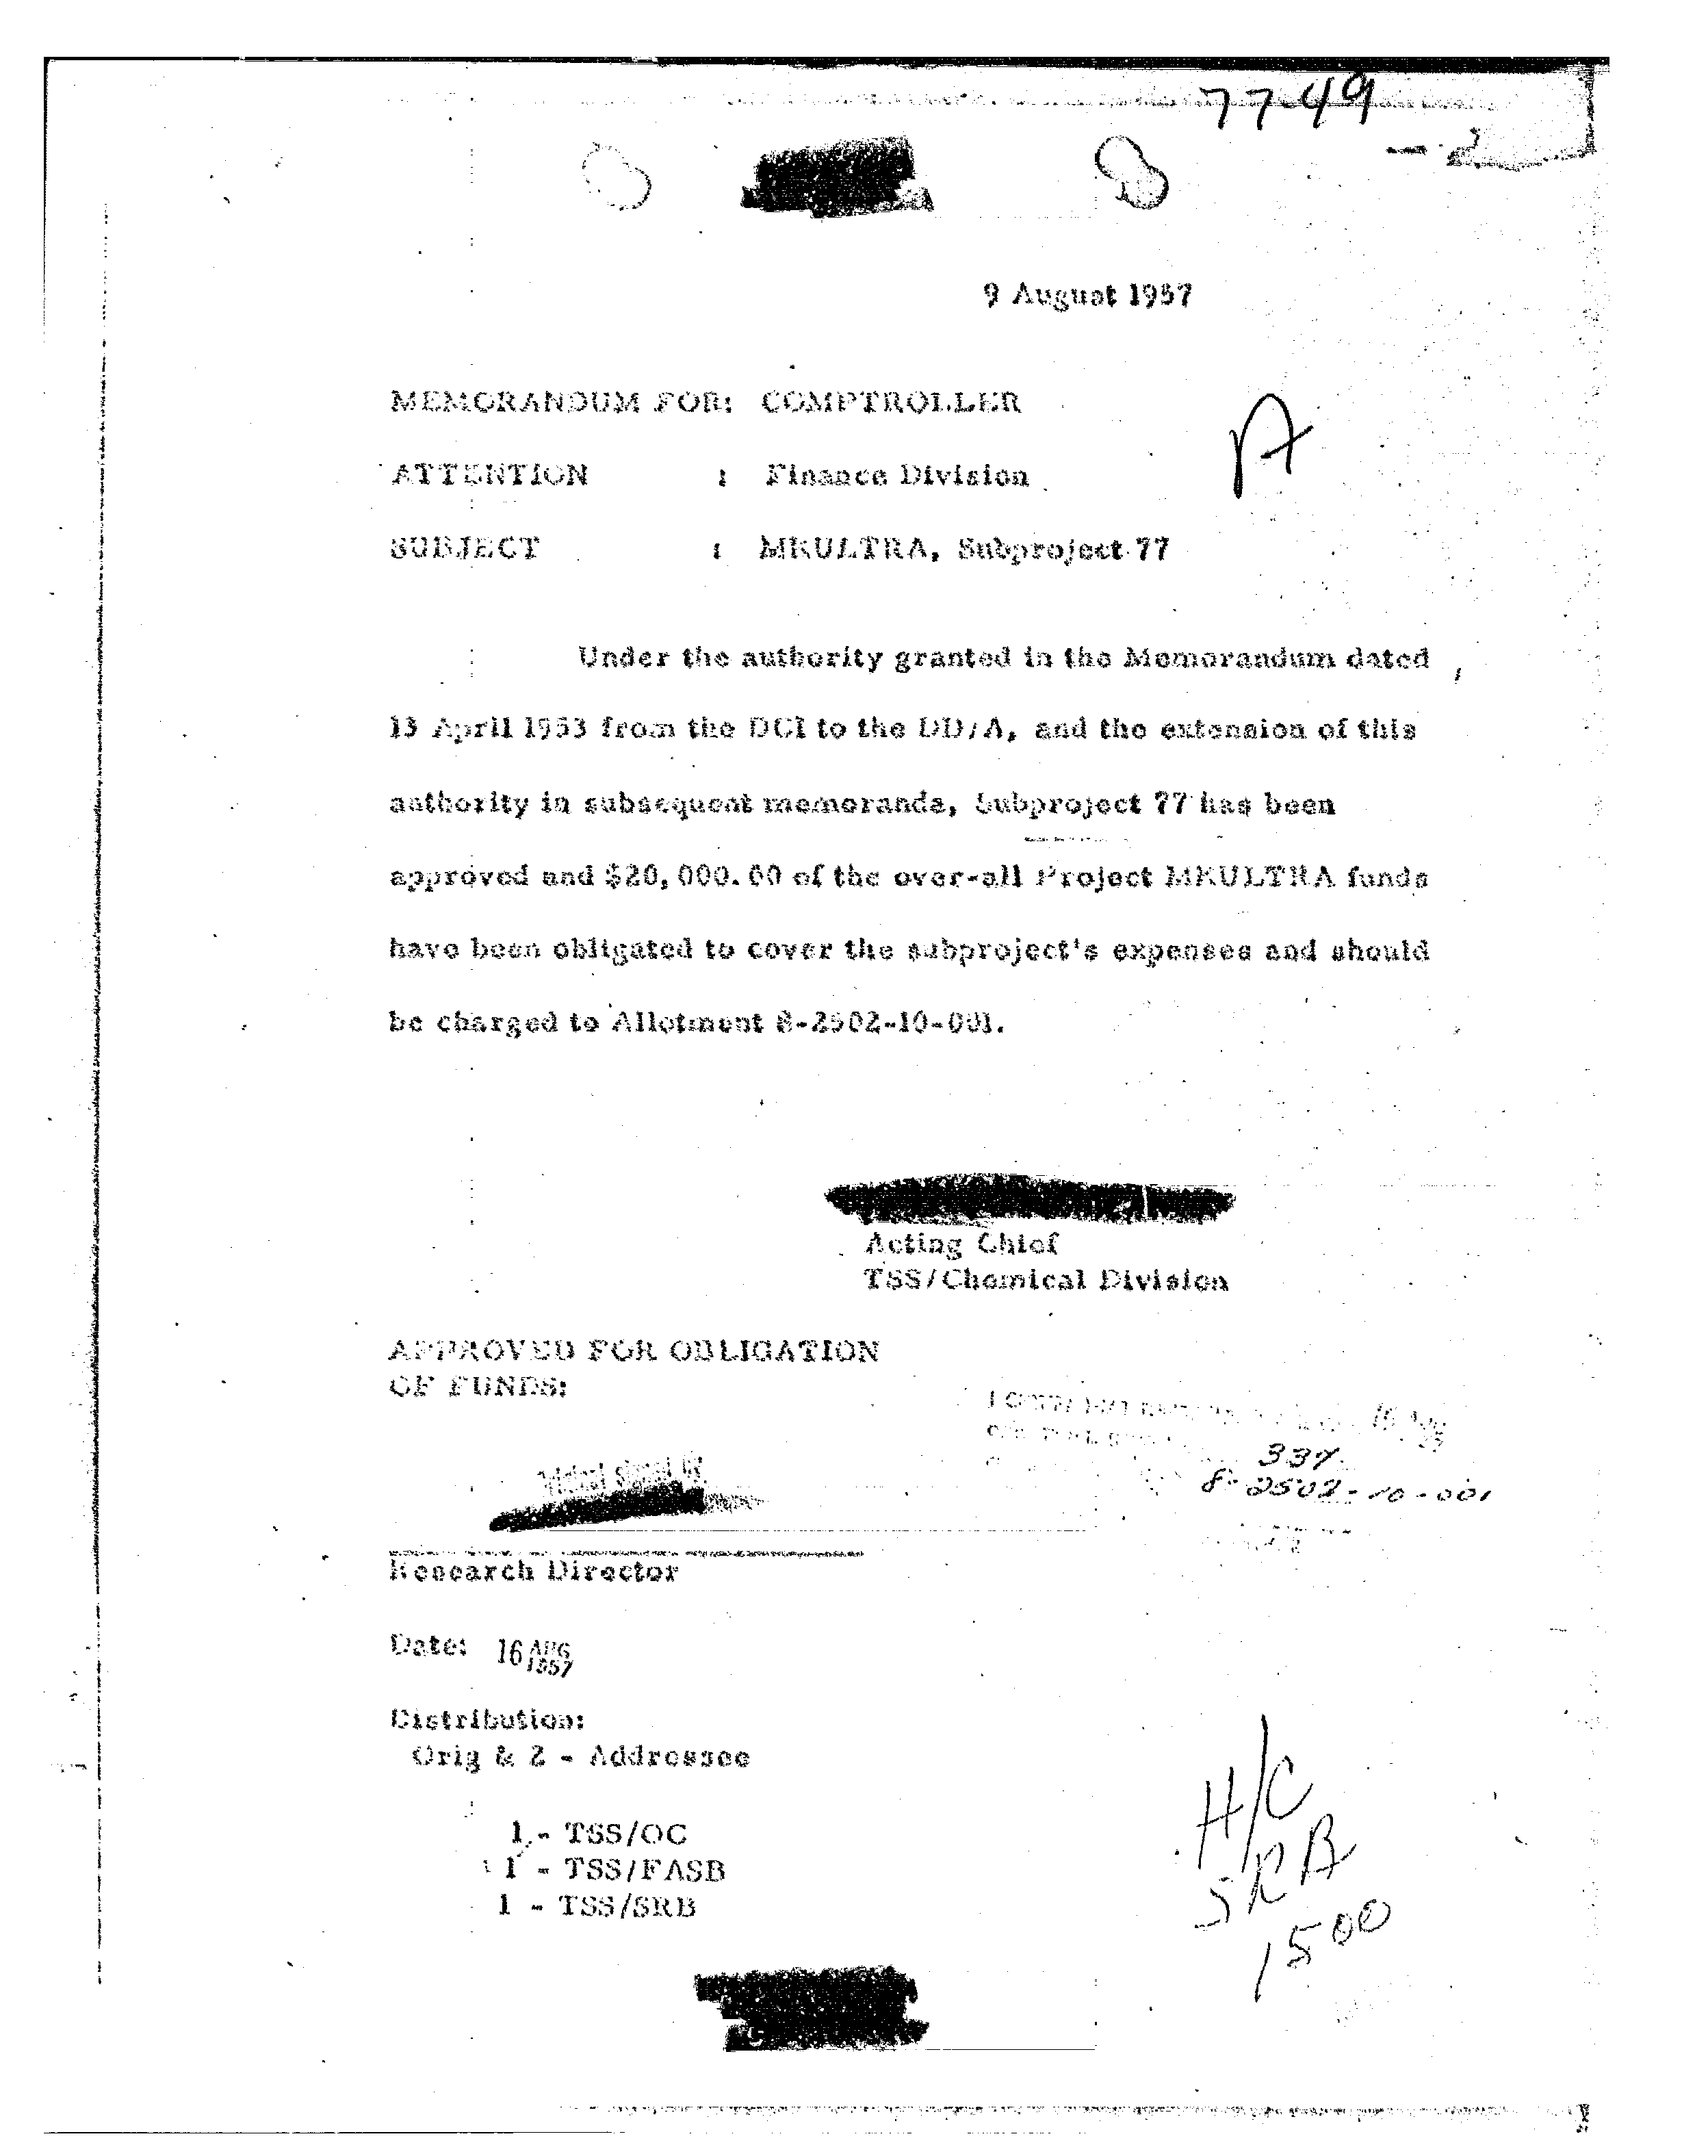 77-49
9 August 1957
MEMORANDUM FOR: COMPTROLLER
A
ATTENTION : Finance Division
SUBJECT : MKULTRA, Subproject 77
Under the authority granted in the Memorandum dated
13 April 1953 from the DCI to the DD/A, and the extension of this
authority in subsequent memoranda, Subproject 77 has been
approved and $20,000.00 of the over-all Project MKULTRA funds
have been obligated to cover the subproject's expenses and should
be charged to Allotment 8-2502-10-001.
Acting Chief
TSS/Chemical Division
APPROVED FOR OBLIGATION
OF FUNDS:
16 Aug
337
8-2502-10-001
Research Director
Date: 16 AUG 1957
Distribution:
Orig & 2 - Addressee
1 - TSS/OC
1 - TSS/FASB
1 - TSS/SRB
H/C
SRB
1500